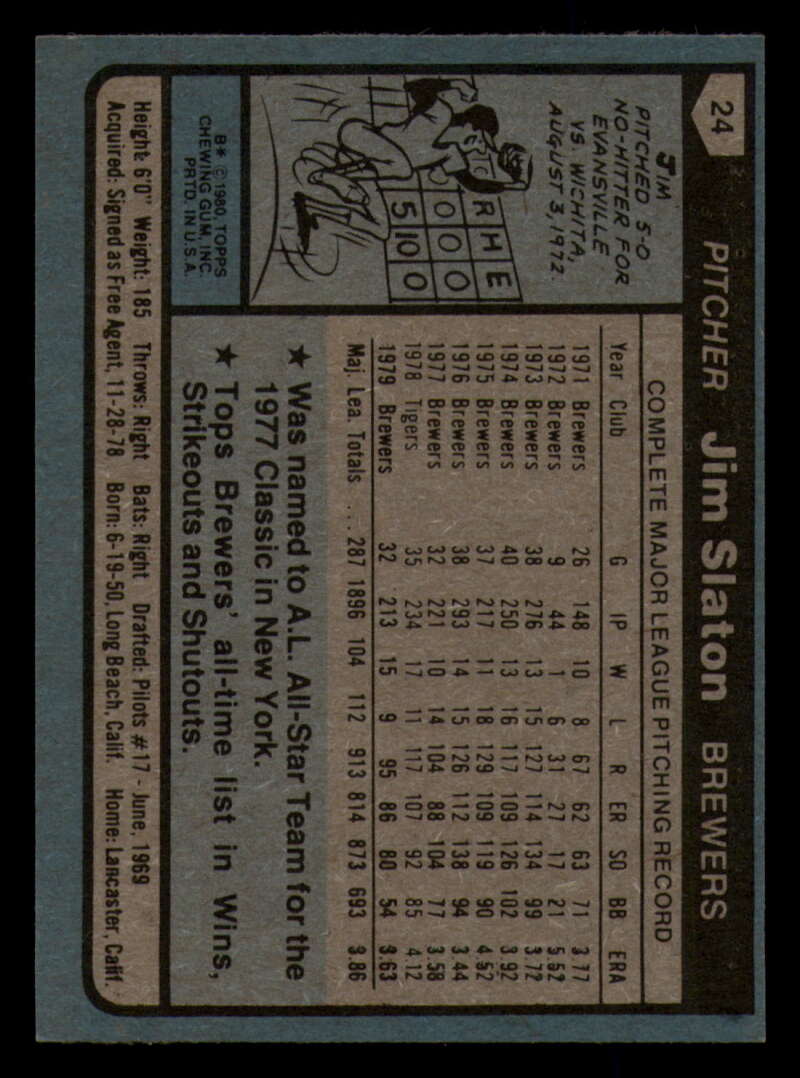 24 PITCHER Jim Slaton BREWERS
JIM
PITCHED 5-0
NO-HITTER FOR
EVANSVILLE
VS. WICHITA,
AUGUST 3, 1972.
R H E
0 0 0
5 10 0
B* © 1980, TOPPS
CHEWING GUM, INC.
PRTD. IN U.S.A.
COMPLETE MAJOR LEAGUE PITCHING RECORD
Year Club G IP W L R ER SO BB ERA
1971 Brewers 26 148 10 8 67 62 63 71 3.77
1972 Brewers 9 44 1 6 31 27 17 21 5.52
1973 Brewers 38 276 13 15 127 114 134 99 3.72
1974 Brewers 40 250 13 16 117 109 126 102 3.92
1975 Brewers 37 217 11 18 129 109 119 90 4.52
1976 Brewers 38 293 14 15 126 112 138 94 3.44
1977 Brewers 32 221 10 14 104 88 104 77 3.58
1978 Tigers 35 234 17 11 117 107 92 85 4.12
1979 Brewers 32 213 15 9 95 86 80 54 3.63
Maj. Lea. Totals ... 287 1896 104 112 913 814 873 693 3.86
★ Was named to A.L. All-Star Team for the
1977 Classic in New York.
★ Tops Brewers' all-time list in Wins,
Strikeouts and Shutouts.
Height: 6'0" Weight: 185 Throws: Right Bats: Right Drafted: Pilots #17 - June, 1969
Acquired: Signed as Free Agent, 11-28-78 Born: 6-19-50, Long Beach, Calif. Home: Lancaster, Calif.